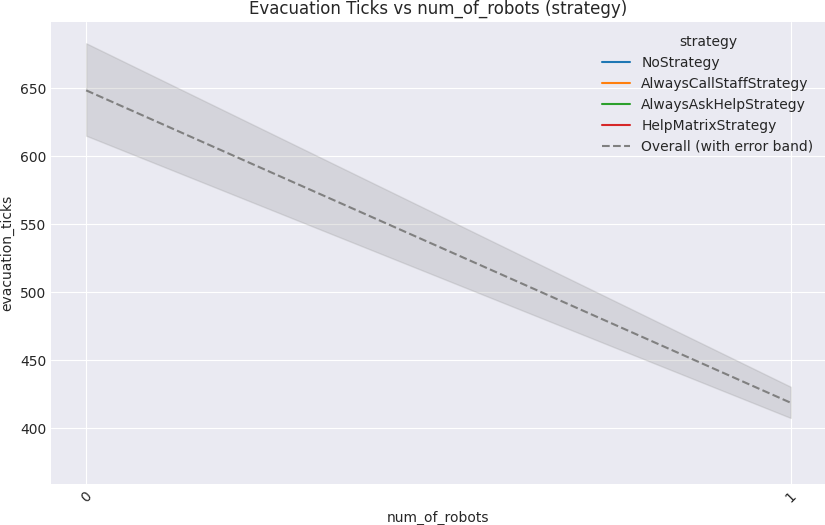 Evacuation Ticks vs num_of_robots (strategy)
strategy
NoStrategy
AlwaysCallStaffStrategy
AlwaysAskHelpStrategy
HelpMatrixStrategy
Overall (with error band)
evacuation_ticks
650
600
550
500
450
400
0
1
num_of_robots